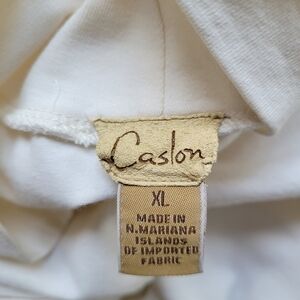 Caslon
XL
MADE IN
N.MARIANA
ISLANDS
OF IMPORTED
FABRIC